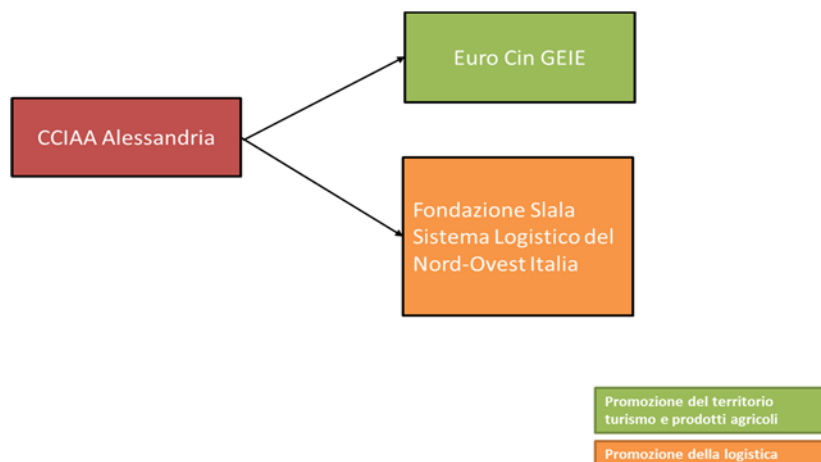 Euro Cin GEIE
CCIAA Alessandria
Fondazione Slala
Sistema Logistico del
Nord-Ovest Italia
Promozione del territorio
turismo e prodotti agricoli
Promozione della logistica